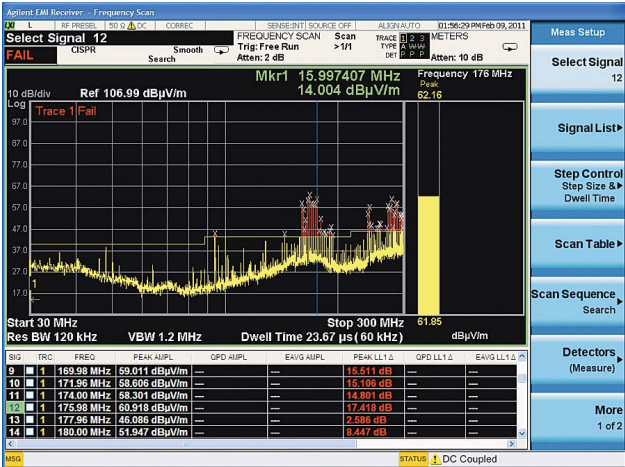 Agilent EMI Receiver - Frequency Scan
LXI L RF PRESEL 50 Ω DC CORREC SENSE:INT SOURCE OFF ALIGN AUTO 01:56:29 PM Feb 09, 2011
Select Signal 12
FREQUENCY SCAN Scan
TRACE 1 2 3 METERS
CISPR Smooth
Trig: Free Run >1/1
TYPE A W W
FAIL
Search
Atten: 2 dB
DET P P P
Atten: 10 dB
Mkr1 15.997407 MHz
14.004 dBµV/m
Frequency 176 MHz
Peak
62.16
10 dB/div Ref 106.99 dBµV/m
Log
Trace 1 Fail
97.0
87.0
77.0
67.0
57.0
47.0
37.0
27.0
17.0
1
61.85
dBµV/m
Start 30 MHz Stop 300 MHz
Res BW 120 kHz VBW 1.2 MHz Dwell Time 23.67 µs (60 kHz)
SIG TRC FREQ PEAK AMPL QPD AMPL EAVG AMPL PEAK LL1 Δ QPD LL1 Δ EAVG LL1 Δ
9 1 169.98 MHz 59.011 dBµV/m --- --- 15.511 dB --- ---
10 1 171.96 MHz 58.606 dBµV/m --- --- 15.106 dB --- ---
11 1 174.00 MHz 58.301 dBµV/m --- --- 14.801 dB --- ---
12 1 175.98 MHz 60.918 dBµV/m --- --- 17.418 dB --- ---
13 1 177.96 MHz 46.086 dBµV/m --- --- 2.586 dB --- ---
14 1 180.00 MHz 51.947 dBµV/m --- --- 8.447 dB --- ---
MSG STATUS DC Coupled
Meas Setup
Select Signal
12
Signal List
Step Control
Step Size &
Dwell Time
Scan Table
Scan Sequence
Search
Detectors
(Measure)
More
1 of 2